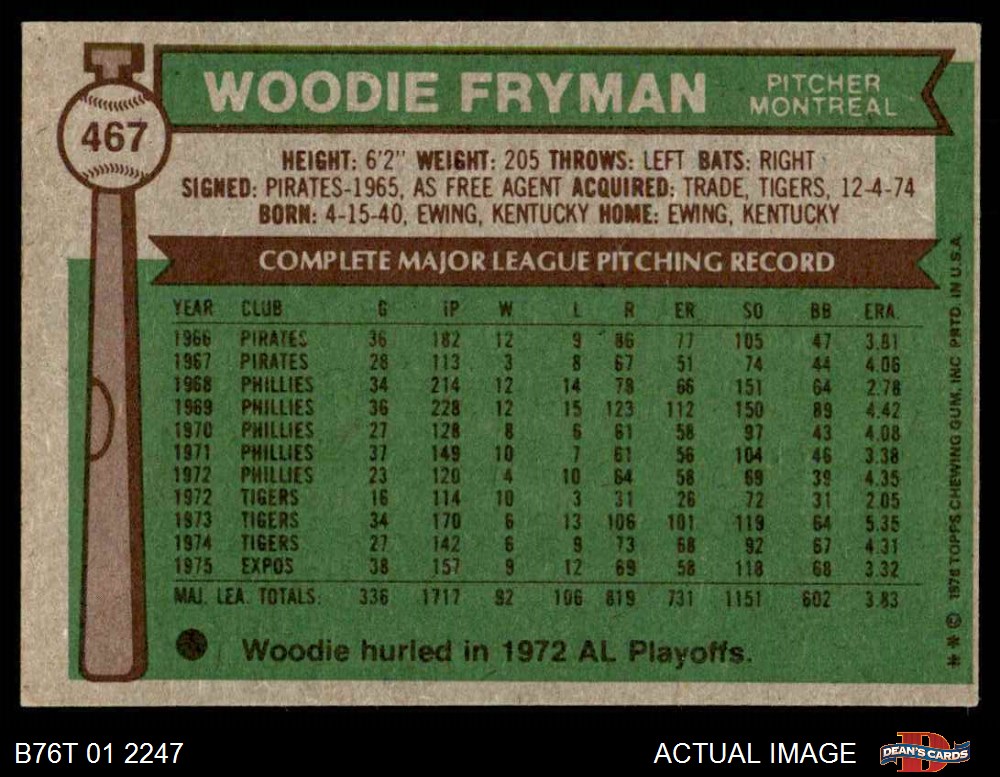 WOODIE FRYMAN
PITCHER
MONTREAL
467
HEIGHT: 6'2" WEIGHT: 205 THROWS: LEFT BATS: RIGHT
SIGNED: PIRATES-1965, AS FREE AGENT ACQUIRED: TRADE, TIGERS, 12-4-74
BORN: 4-15-40, EWING, KENTUCKY HOME: EWING, KENTUCKY
COMPLETE MAJOR LEAGUE PITCHING RECORD
YEAR CLUB G IP W L R ER SO BB ERA
1966 PIRATES 36 182 12 9 86 77 105 47 3.81
1967 PIRATES 28 113 3 8 67 51 74 44 4.06
1968 PHILLIES 34 214 12 14 79 66 151 64 2.78
1969 PHILLIES 36 228 12 15 123 112 150 89 4.42
1970 PHILLIES 27 128 8 6 61 58 97 43 4.08
1971 PHILLIES 37 149 10 7 61 56 104 46 3.38
1972 PHILLIES 23 120 4 10 64 58 69 39 4.35
1972 TIGERS 16 114 10 3 31 26 72 31 2.05
1973 TIGERS 34 170 6 13 106 101 119 64 5.35
1974 TIGERS 27 142 6 9 73 68 92 67 4.31
1975 EXPOS 38 157 9 12 69 58 118 68 3.32
MAJ. LEA. TOTALS: 336 1717 92 106 819 731 1151 602 3.83
Woodie hurled in 1972 AL Playoffs.
** © 1976 TOPPS CHEWING GUM, INC. PRTD. IN U.S.A.
B76T 01 2247
ACTUAL IMAGE
DEAN'S CARDS